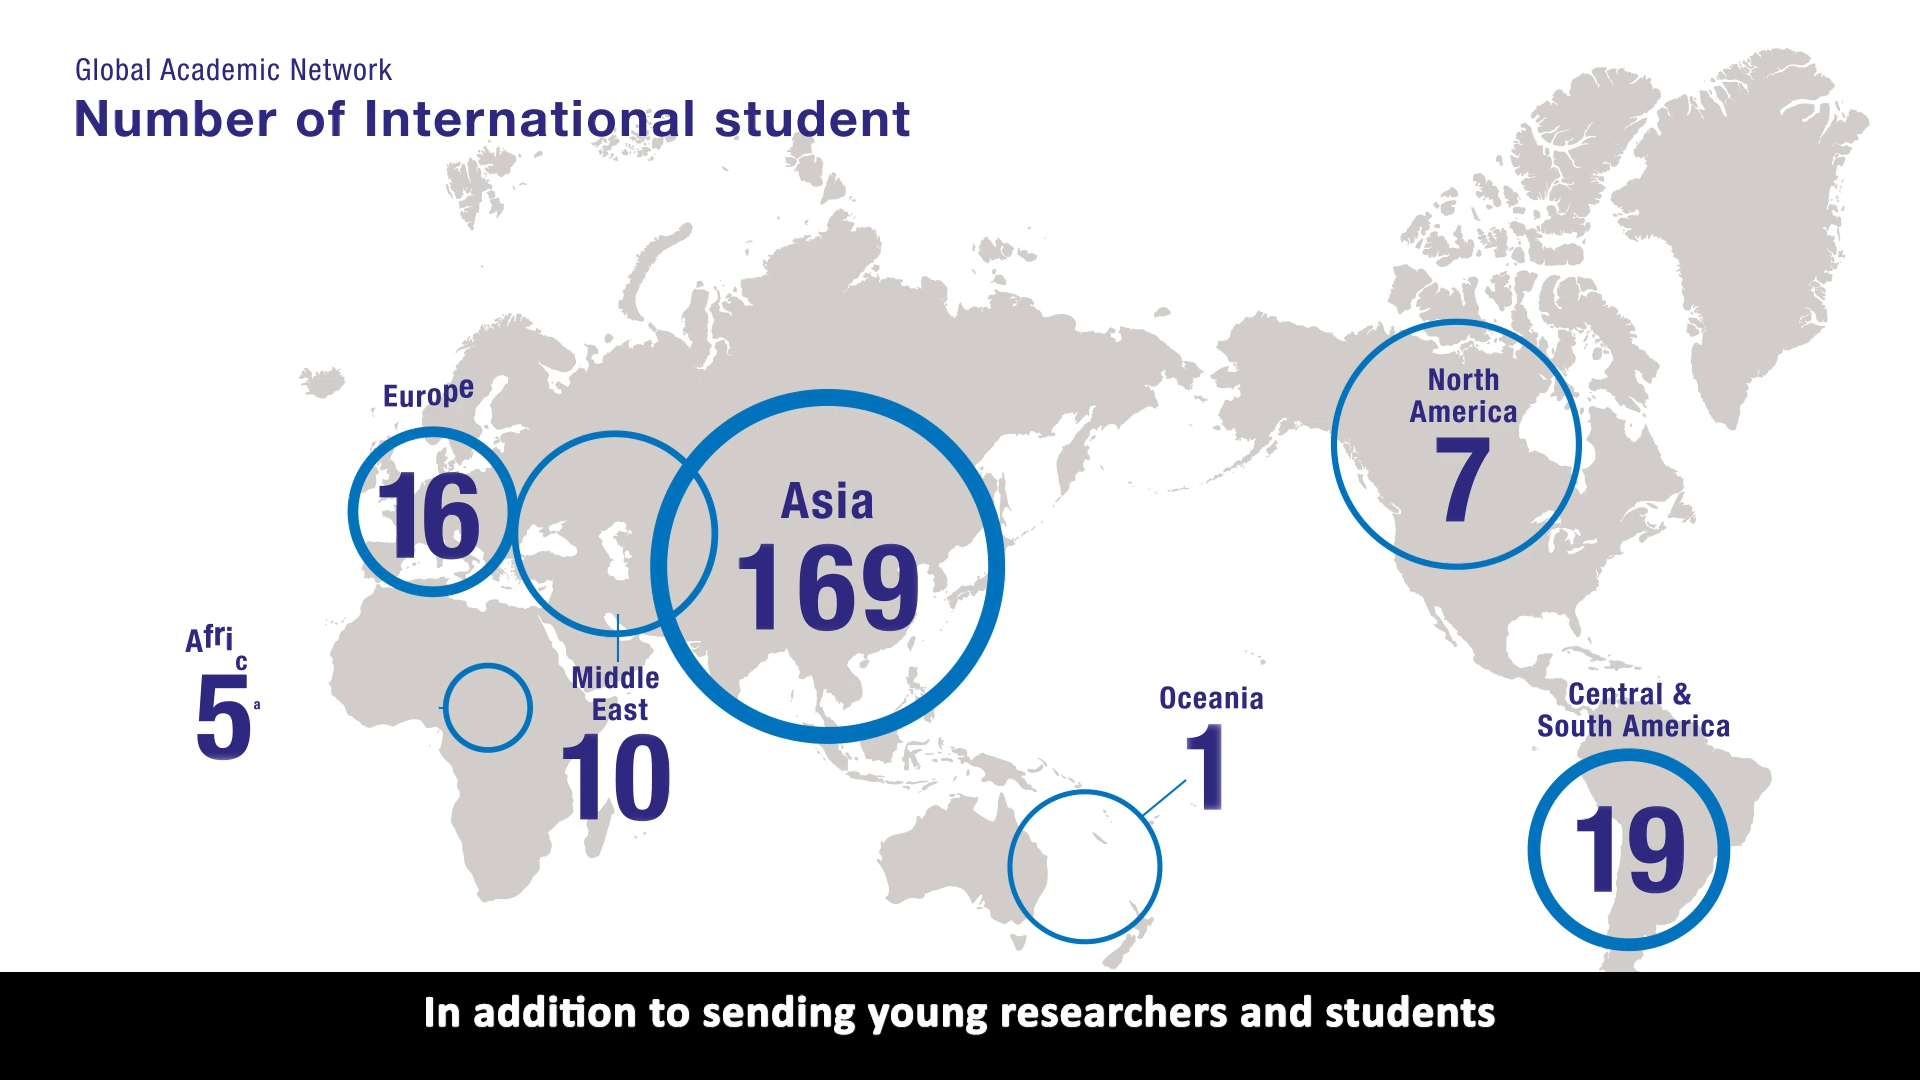 Global Academic Network
Number of International student
Europe
16
Asia
169
North
America
7
Africa
5
Middle
East
10
Oceania
1
Central &
South America
19
In addition to sending young researchers and students